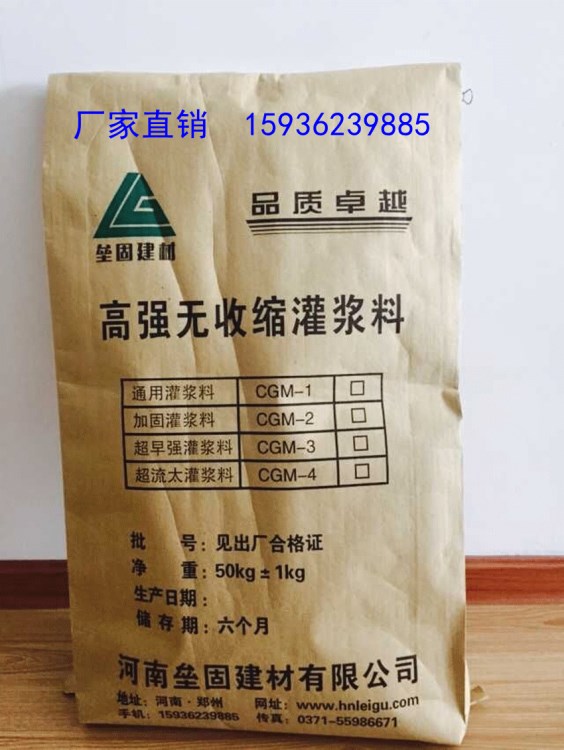 厂家直销 15936239885
品质卓越
垒固建材
高强无收缩灌浆料
通用灌浆料 CGM-1 □
加固灌浆料 CGM-2 □
超早强灌浆料 CGM-3 □
超流太灌浆料 CGM-4 □
批 号：见出厂合格证
净 重：50kg±1kg
生产日期：
储存期：六个月
河南垒固建材有限公司
地址：河南·郑州 网址：www.hnleigu.com
手机：15936239885 传真：0371-55986671